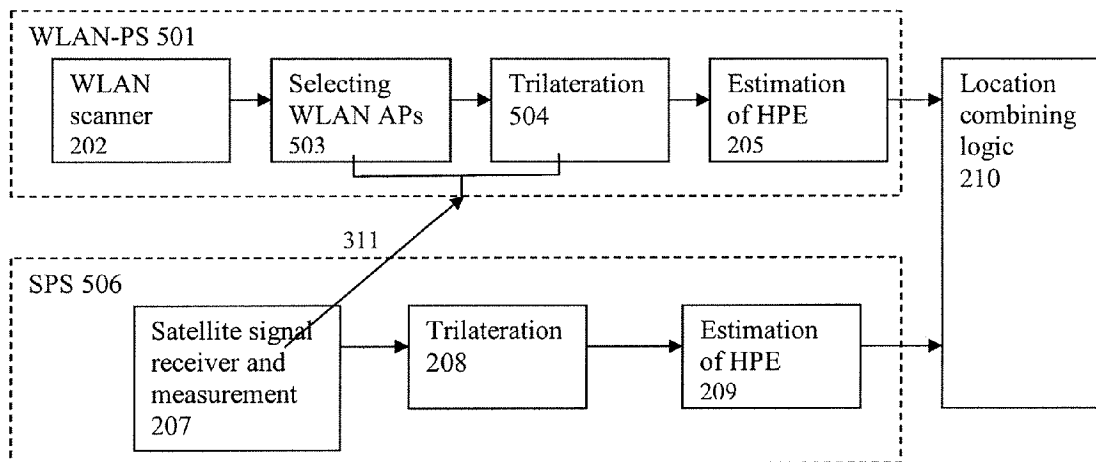 WLAN-PS 501
WLAN
scanner
202
Selecting
WLAN APs
503
Trilateration
504
Estimation
of HPE
205
Location
combining
logic
210
311
SPS 506
Satellite signal
receiver and
measurement
207
Trilateration
208
Estimation
of HPE
209